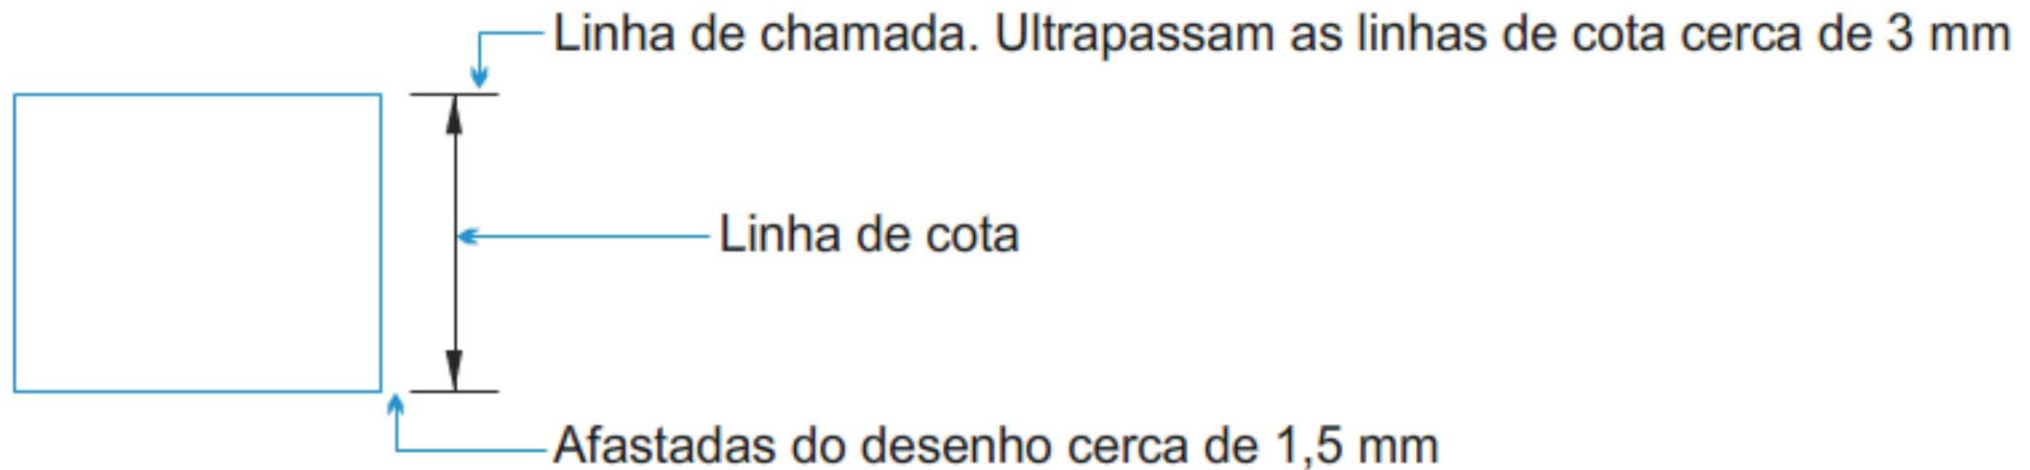 Linha de chamada. Ultrapassam as linhas de cota cerca de 3 mm
Linha de cota
Afastadas do desenho cerca de 1,5 mm